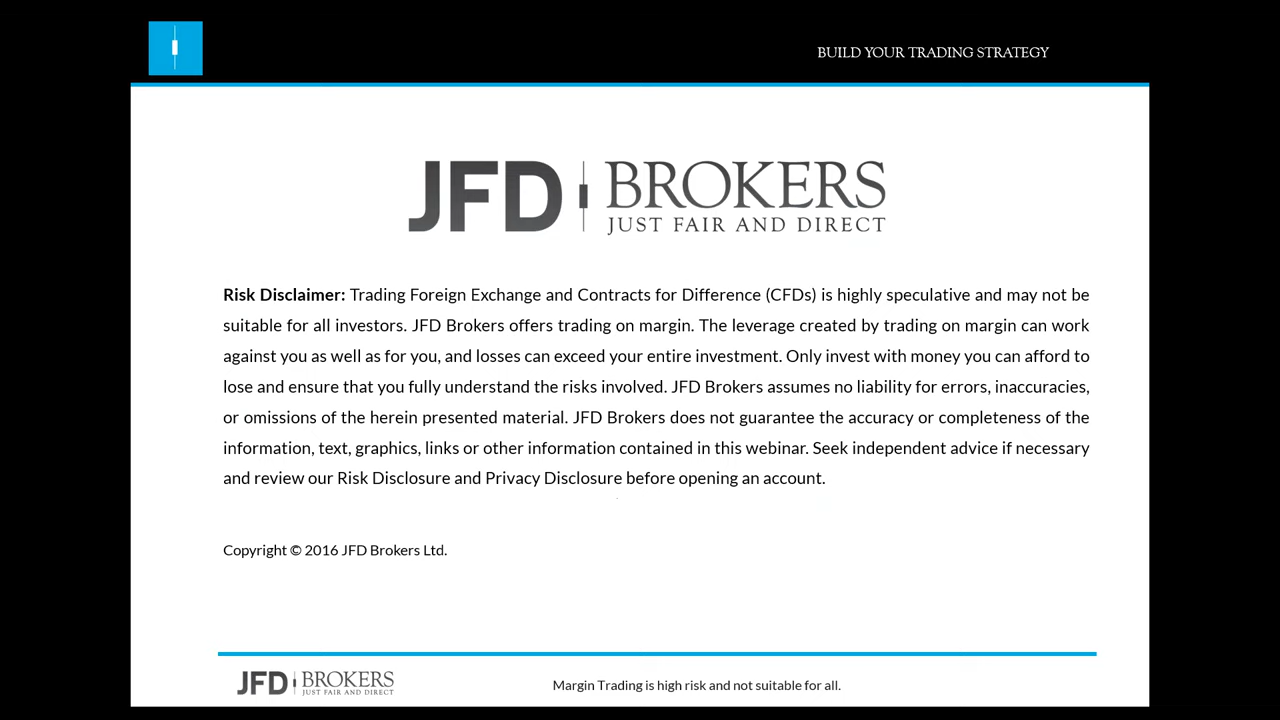 BUILD YOUR TRADING STRATEGY
JFD BROKERS
JUST FAIR AND DIRECT
Risk Disclaimer: Trading Foreign Exchange and Contracts for Difference (CFDs) is highly speculative and may not be
suitable for all investors. JFD Brokers offers trading on margin. The leverage created by trading on margin can work
against you as well as for you, and losses can exceed your entire investment. Only invest with money you can afford to
lose and ensure that you fully understand the risks involved. JFD Brokers assumes no liability for errors, inaccuracies,
or omissions of the herein presented material. JFD Brokers does not guarantee the accuracy or completeness of the
information, text, graphics, links or other information contained in this webinar. Seek independent advice if necessary
and review our Risk Disclosure and Privacy Disclosure before opening an account.
Copyright © 2016 JFD Brokers Ltd.
JFD BROKERS
JUST FAIR AND DIRECT
Margin Trading is high risk and not suitable for all.